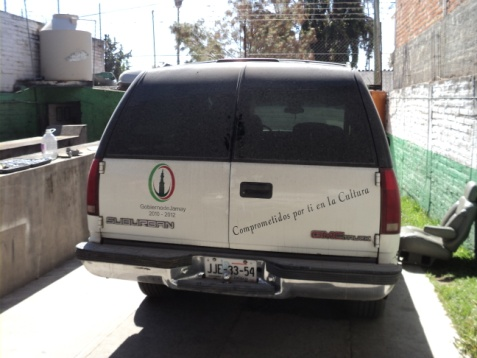 Gobierno de Jamay
2010 - 2012
Comprometidos por ti en la Cultura
SUBURBAN
GMC
JJE-33-54